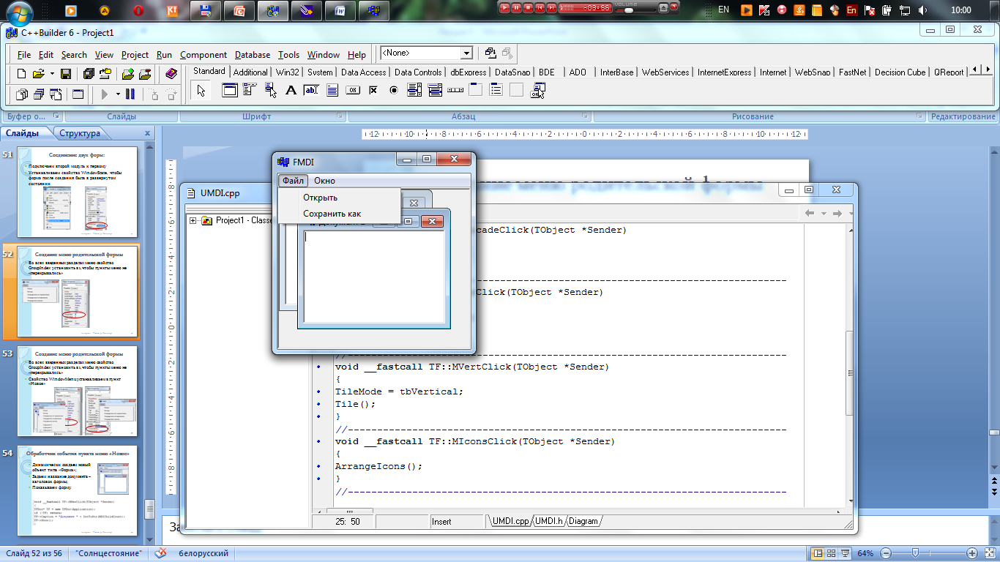 EN
-03:56
VOLUME
En
10:00
C++Builder 6 - Project1
File Edit Search View Project Run Component Database Tools Window Help
<None>
Standard Additional Win32 System Data Access Data Controls dbExpress DataSnap BDE ADO InterBase WebServices InternetExpress Internet WebSnap FastNet Decision Cube QReport
Буфер о... Слайды Шрифт Абзац Рисование Редактирование
Слайды Структура x
51
Соединение двух форм:
Подключаем второй модуль к первому
Устанавливаем свойство WindowState, чтобы
форма после создания была в развернутом
состоянии
52
Создание меню родительской формы
Во всех введенных разделах меню свойство
GroupIndex установить в 1, чтобы пункты меню не
«перекрывались»
53
Создание меню родительской формы
Во всех введенных разделах меню свойство
GroupIndex установить в 1, чтобы пункты меню не
«перекрывались»
Свойство WindowMenu устанавливаем в пункт
«Новое»
54
Обработчик события пункта меню «Новое»
Динамически создаем новый
объект типа «Форма»;
Задаем название документа –
заголовок формы;
Показываем форму.
FMDI
Файл Окно
Открыть
Сохранить как
UMDI.cpp
Project1 - Classe
cadeClick(TObject *Sender)
Click(TObject *Sender)
//
void __fastcall TF::MVertClick(TObject *Sender)
{
TileMode = tbVertical;
Tile();
}
//
void __fastcall TF::MIconsClick(TObject *Sender)
{
ArrangeIcons();
}
//
25: 50 Insert UMDI.cpp UMDI.h Diagram
Слайд 52 из 56 "Солнцестояние" белорусский 64%